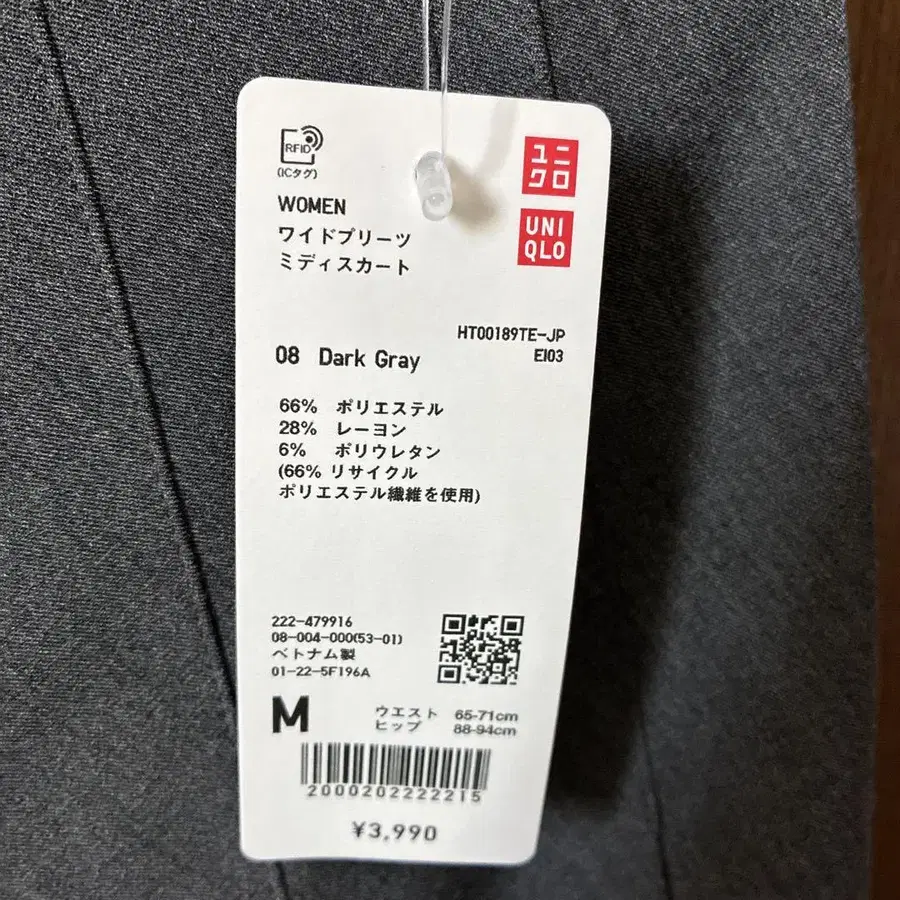 RFID
(ICタグ)
ユニ
クロ
UNI
QLO
WOMEN
ワイドプリーツ
ミディスカート
HT00189TE-JP
EI03
08 Dark Gray
66% ポリエステル
28% レーヨン
6% ポリウレタン
(66% リサイクル
ポリエステル繊維を使用)
222-479916
08-004-000(53-01)
ベトナム製
01-22-5F196A
M
ウエスト 65-71cm
ヒップ 88-94cm
2000202222215
¥3,990